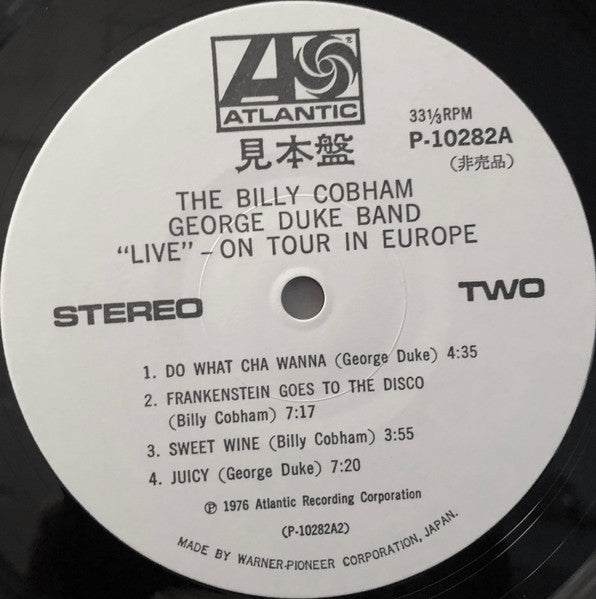 ATLANTIC
見本盤
33⅓RPM
P-10282A
(非売品)
THE BILLY COBHAM
GEORGE DUKE BAND
"LIVE" – ON TOUR IN EUROPE
STEREO
TWO
1. DO WHAT CHA WANNA (George Duke) 4:35
2. FRANKENSTEIN GOES TO THE DISCO
(Billy Cobham) 7:17
3. SWEET WINE (Billy Cobham) 3:55
4. JUICY (George Duke) 7:20
℗ 1976 Atlantic Recording Corporation
(P-10282A2)
MADE BY WARNER-PIONEER CORPORATION, JAPAN.